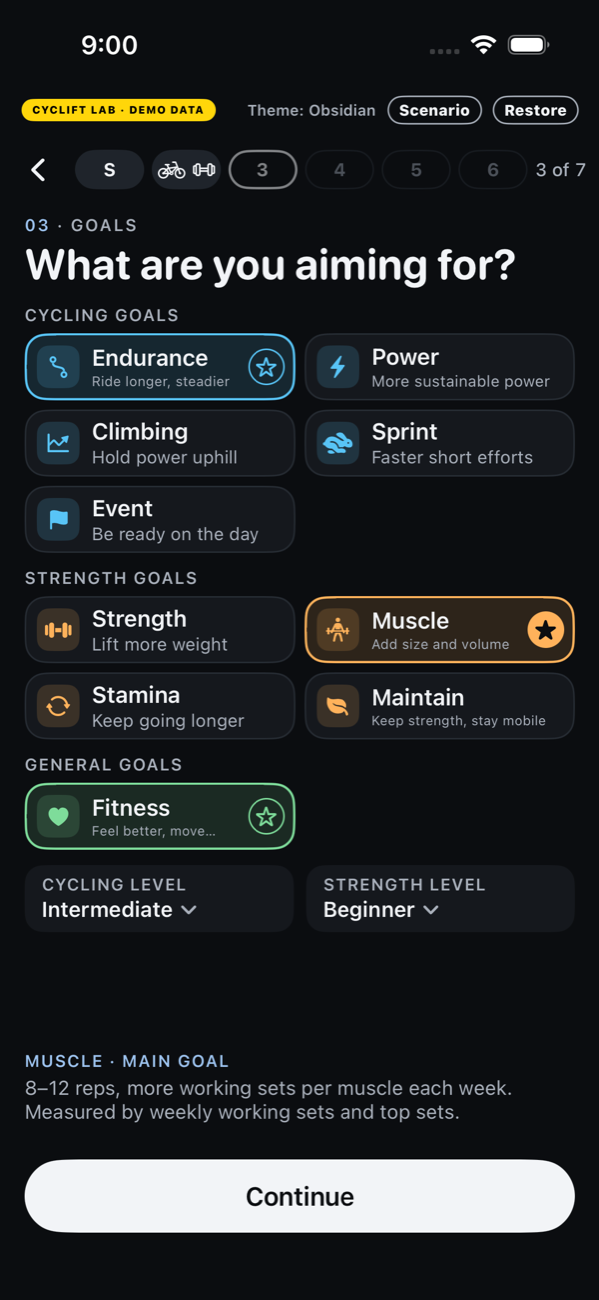 9:00
CYCLIFT LAB · DEMO DATA
Theme: Obsidian
Scenario
Restore
S
3
4
5
6
3 of 7
03 · GOALS
What are you aiming for?
CYCLING GOALS
Endurance
Ride longer, steadier
Power
More sustainable power
Climbing
Hold power uphill
Sprint
Faster short efforts
Event
Be ready on the day
STRENGTH GOALS
Strength
Lift more weight
Muscle
Add size and volume
Stamina
Keep going longer
Maintain
Keep strength, stay mobile
GENERAL GOALS
Fitness
Feel better, move...
CYCLING LEVEL
Intermediate
STRENGTH LEVEL
Beginner
MUSCLE · MAIN GOAL
8–12 reps, more working sets per muscle each week.
Measured by weekly working sets and top sets.
Continue